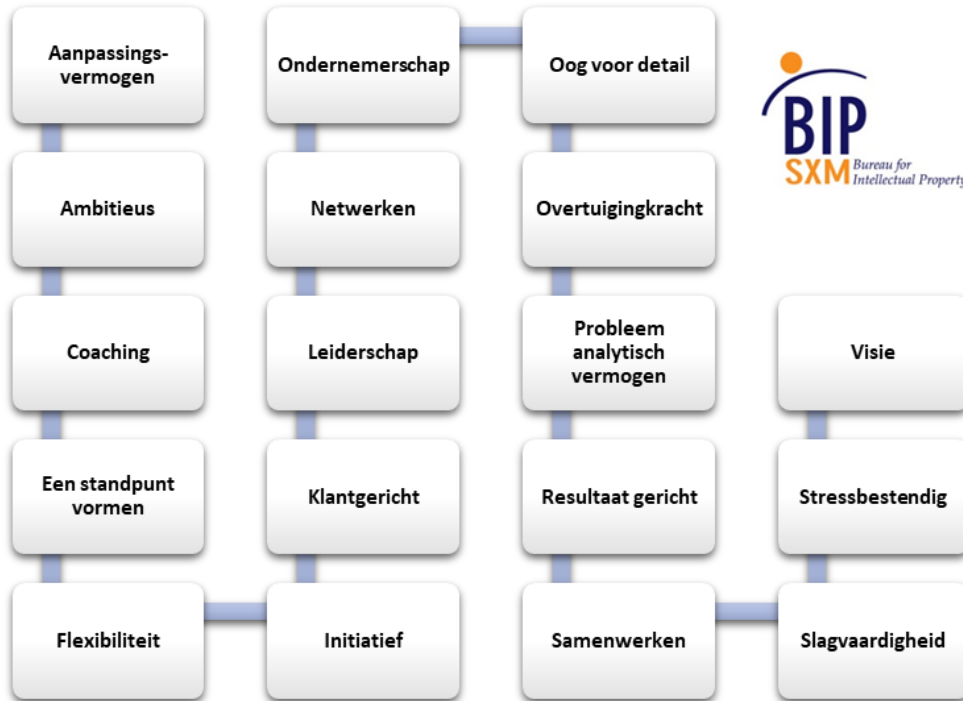 Aanpassings-
vermogen
Ambitieus
Coaching
Een standpunt
vormen
Flexibiliteit
Initiatief
Klantgericht
Leiderschap
Netwerken
Ondernemerschap
Oog voor detail
Overtuigingkracht
Probleem
analytisch
vermogen
Resultaat gericht
Samenwerken
Slagvaardigheid
Stressbestendig
Visie
BIP
SXM
Bureau for
Intellectual Property